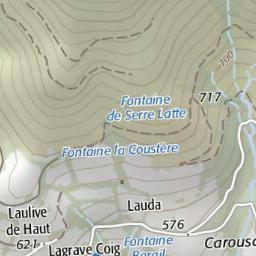 700
717
Fontaine
de Serre Latte
Fontaine la Coustère
Lauda
Laulive
de Haut
576
621
Carous
Lagrave Coig
Fontaine
Barail